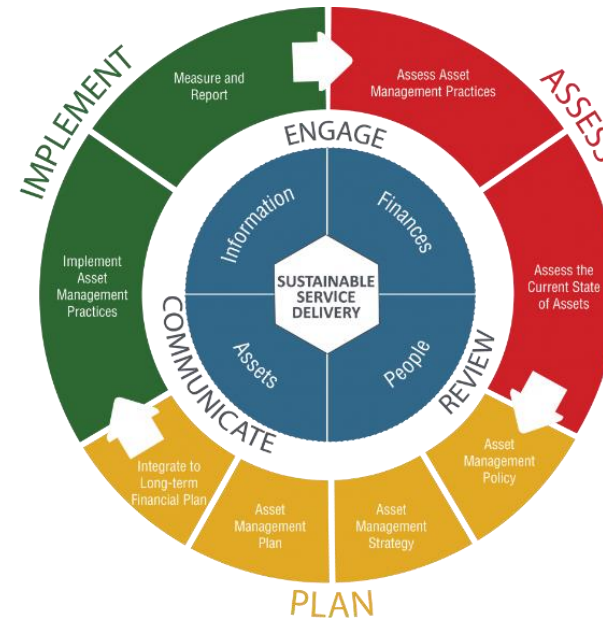 IMPLEMENT
Measure and
Report
Assess Asset
Management Practices
ASSESS
ENGAGE
Information
Finances
Implement
Asset
Management
Practices
SUSTAINABLE
SERVICE
DELIVERY
Assess the
Current State
of Assets
COMMUNICATE
Assets
People
REVIEW
Integrate to
Long-term
Financial Plan
Asset
Management
Plan
Asset
Management
Strategy
Asset
Management
Policy
PLAN